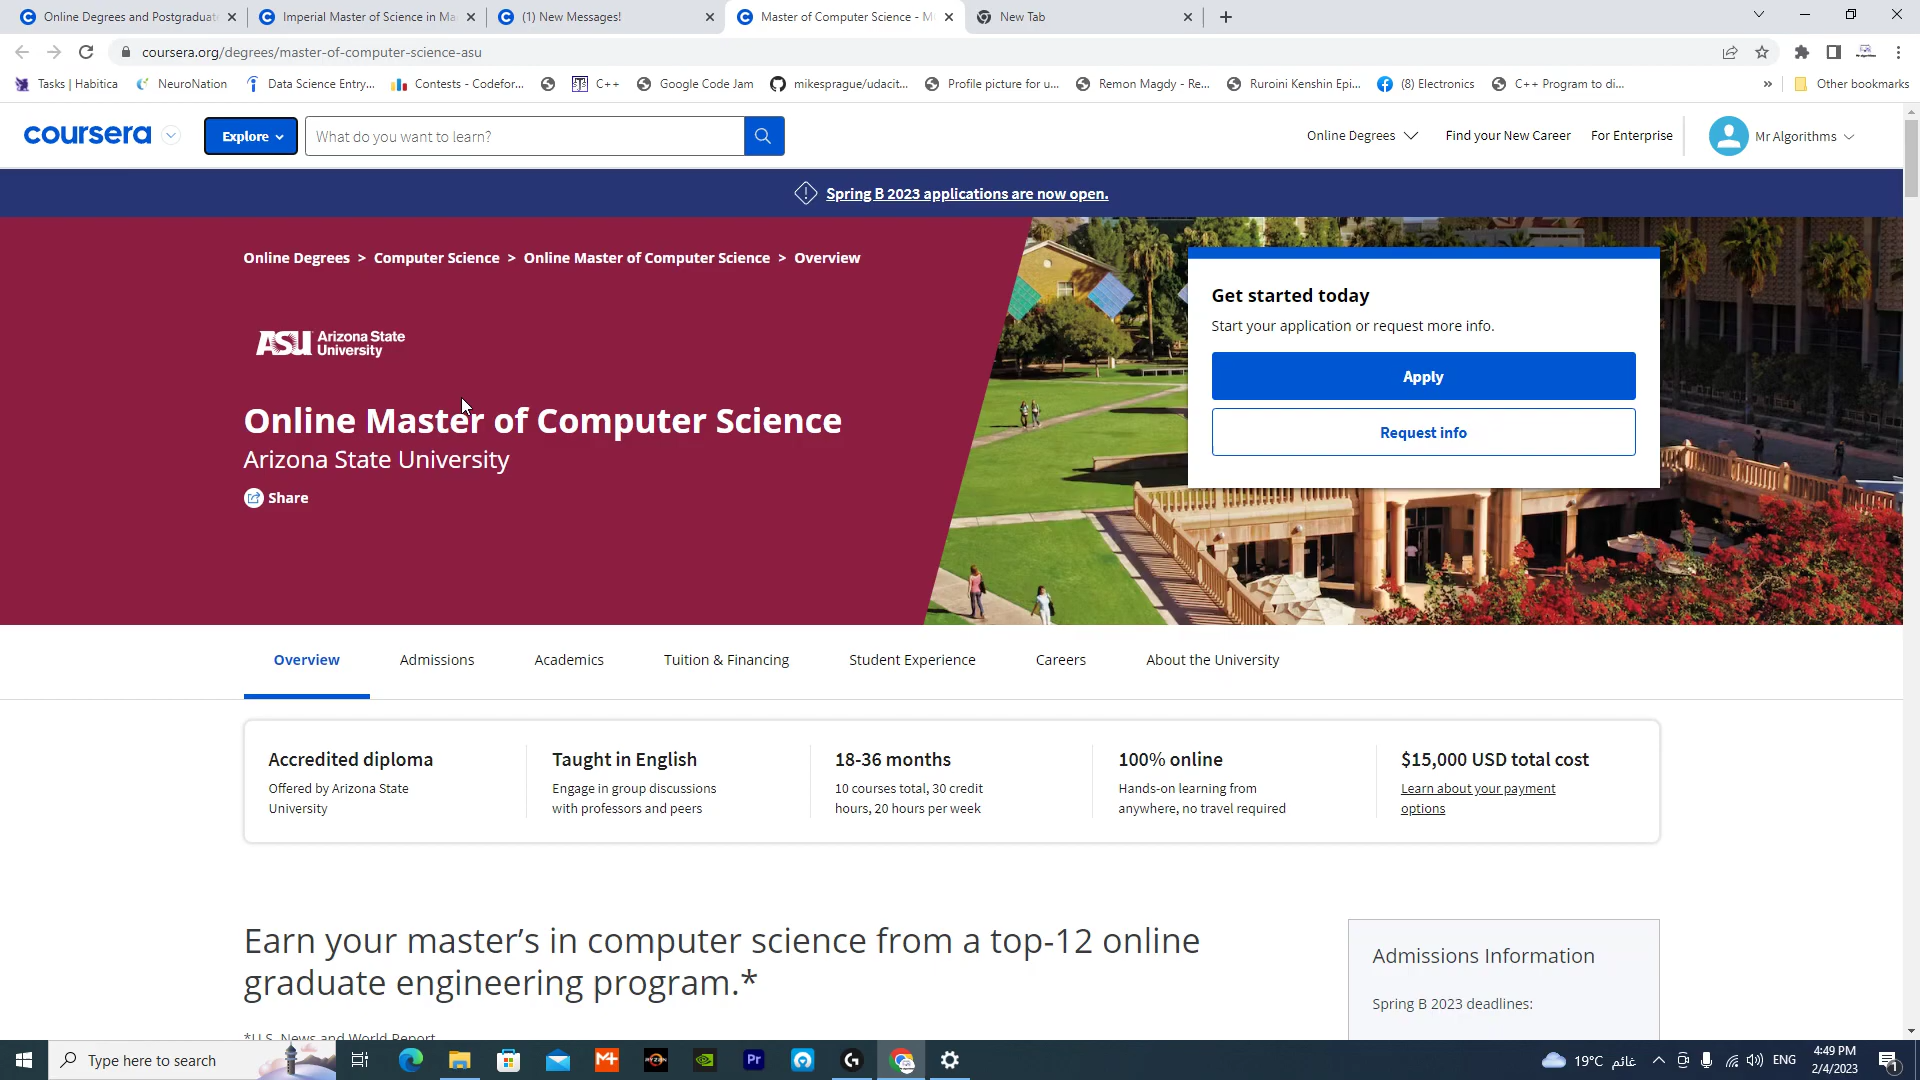 Online Degrees and Postgraduat
Imperial Master of Science in Ma
(1) New Messages!
Master of Computer Science - M
New Tab
coursera.org/degrees/master-of-computer-science-asu
Tasks | Habitica
NeuroNation
Data Science Entry...
Contests - Codefor...
C++
Google Code Jam
mikesprague/udacit...
Profile picture for u...
Remon Magdy - Re...
Ruroini Kenshin Epi...
(8) Electronics
C++ Program to di...
»
Other bookmarks
coursera
Explore
What do you want to learn?
Online Degrees
Find your New Career
For Enterprise
Mr Algorithms
Spring B 2023 applications are now open.
Online Degrees > Computer Science > Online Master of Computer Science > Overview
ASU Arizona State University
Online Master of Computer Science
Arizona State University
Share
Get started today
Start your application or request more info.
Apply
Request info
Overview
Admissions
Academics
Tuition & Financing
Student Experience
Careers
About the University
Accredited diploma
Offered by Arizona State
University
Taught in English
Engage in group discussions
with professors and peers
18-36 months
10 courses total, 30 credit
hours, 20 hours per week
100% online
Hands-on learning from
anywhere, no travel required
$15,000 USD total cost
Learn about your payment
options
Earn your master's in computer science from a top-12 online
graduate engineering program.*
*U.S. News and World Report
Admissions Information
Spring B 2023 deadlines:
Type here to search
M+
RYZEN
Pr
19°C غائم
ENG
4:49 PM
2/4/2023
1